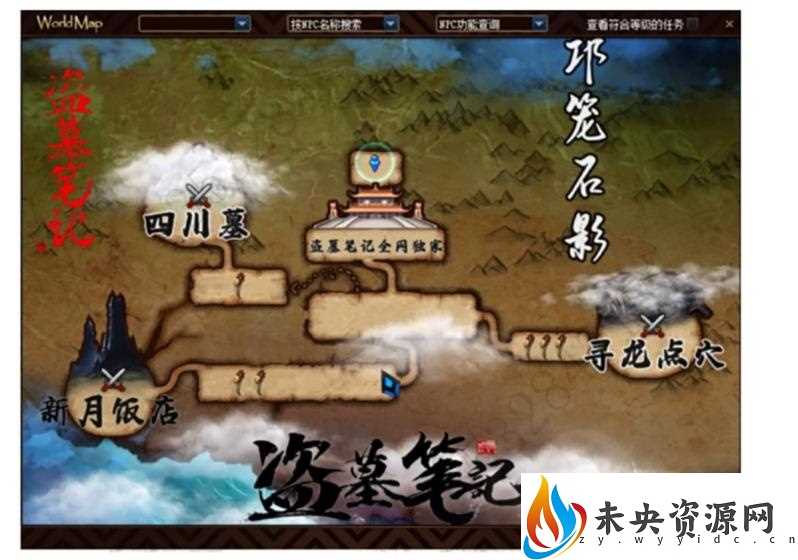 WorldMap
按NPC名称搜索
NPC功能查询
查看符合等级的任务
盗墓笔记
邛笼石影
四川墓
盗墓笔记全网独家
寻龙点穴
新月饭店
盗墓笔記
未央资源网
zy.wyyidc.cn